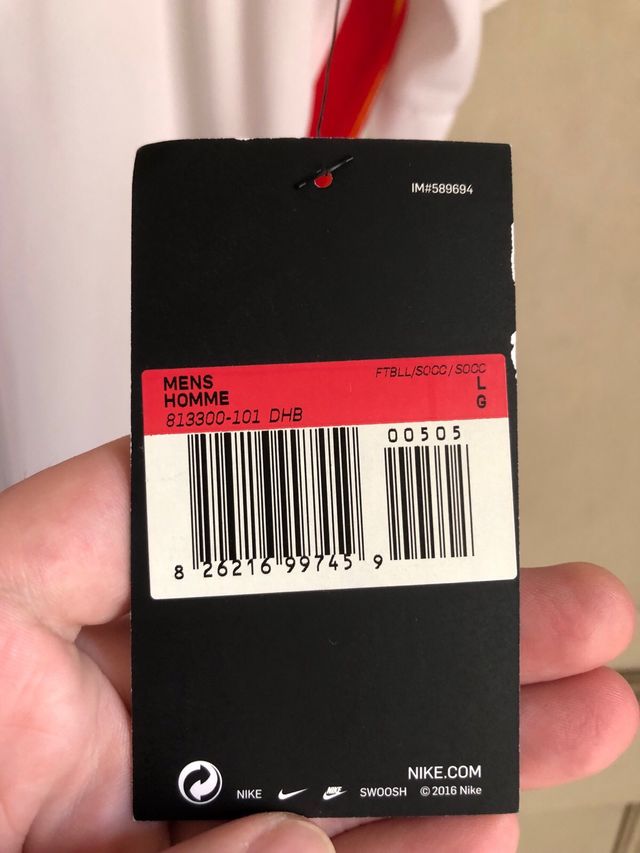 IM#589694
FTBLL/SOCC/SOCC
MENS L
HOMME G
813300-101 DHB
00505
8 26216 99745 9
NIKE.COM
NIKE NIKE SWOOSH © 2016 Nike